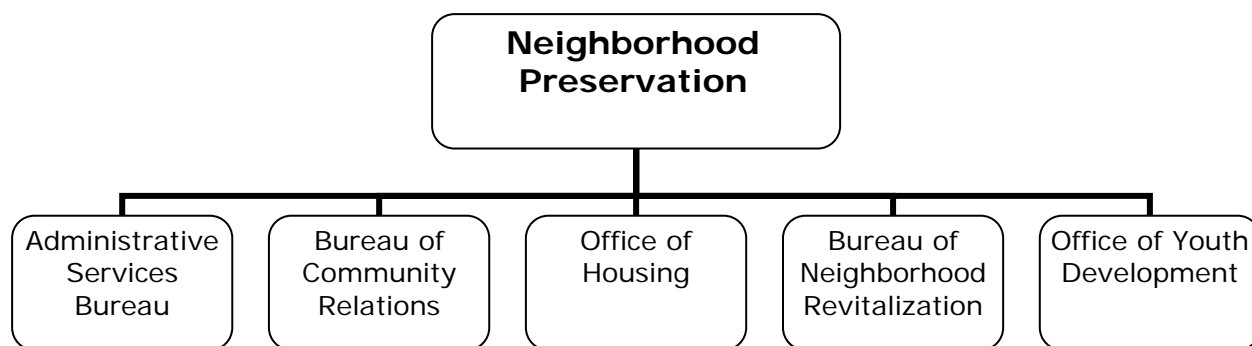 Neighborhood
Preservation
Administrative
Services
Bureau
Bureau of
Community
Relations
Office of
Housing
Bureau of
Neighborhood
Revitalization
Office of Youth
Development